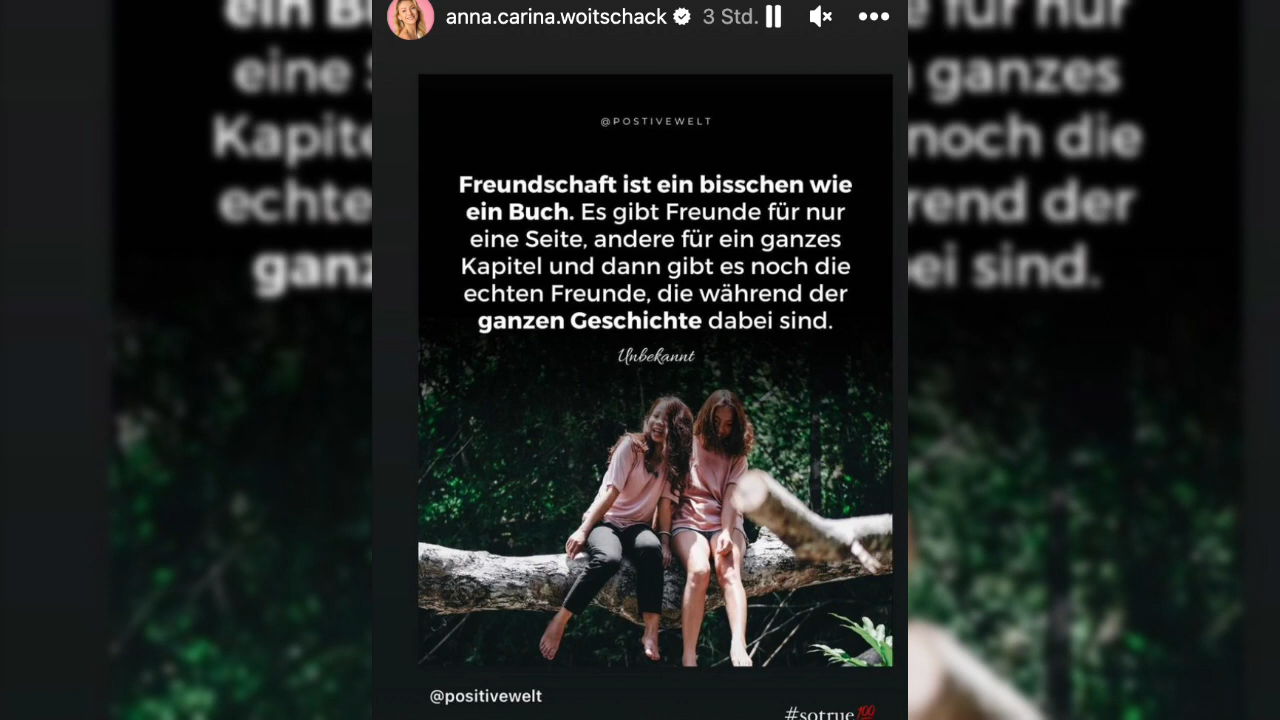 anna.carina.woitschack 3 Std.
@POSTIVEWELT
Freundschaft ist ein bisschen wie
ein Buch. Es gibt Freunde für nur
eine Seite, andere für ein ganzes
Kapitel und dann gibt es noch die
echten Freunde, die während der
ganzen Geschichte dabei sind.
Unbekannt
@positivewelt
#sotrue💯